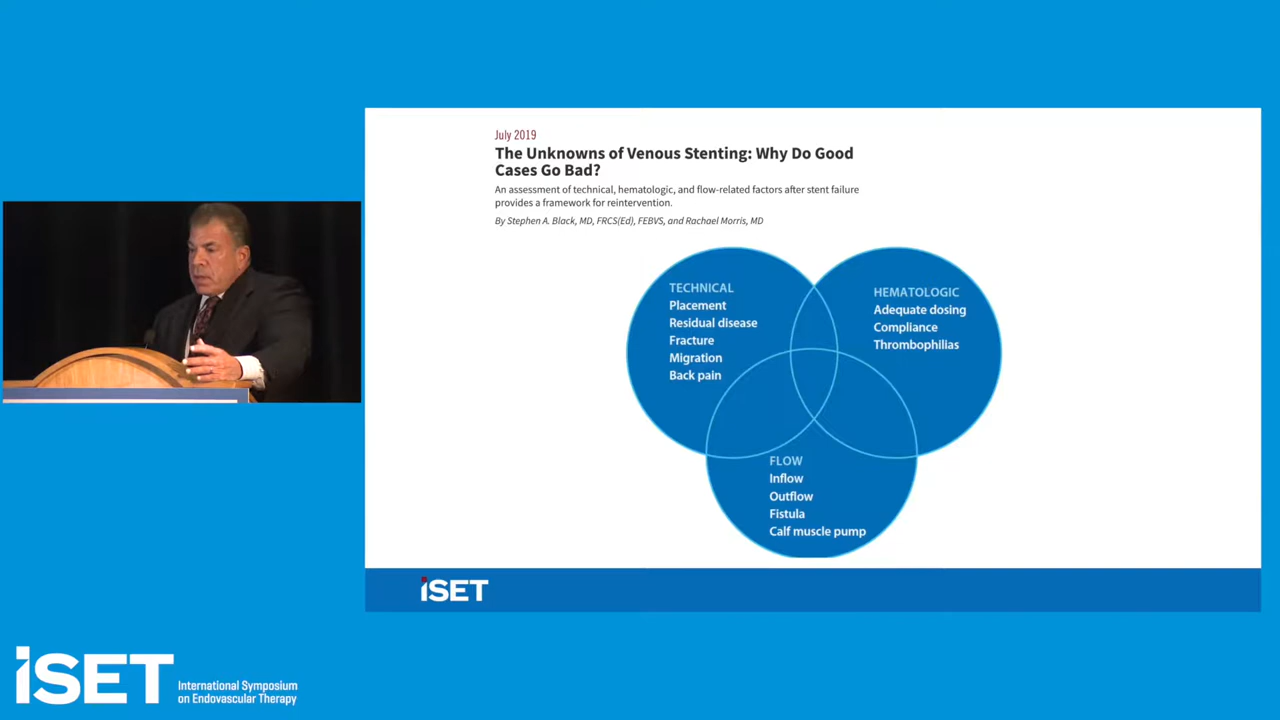 July 2019
The Unknowns of Venous Stenting: Why Do Good
Cases Go Bad?
An assessment of technical, hematologic, and flow-related factors after stent failure
provides a framework for reintervention.
By Stephen A. Black, MD, FRCS(Ed), FEBVS, and Rachael Morris, MD
TECHNICAL
Placement
Residual disease
Fracture
Migration
Back pain
HEMATOLOGIC
Adequate dosing
Compliance
Thrombophilias
FLOW
Inflow
Outflow
Fistula
Calf muscle pump
iSET
iSET
International Symposium
on Endovascular Therapy